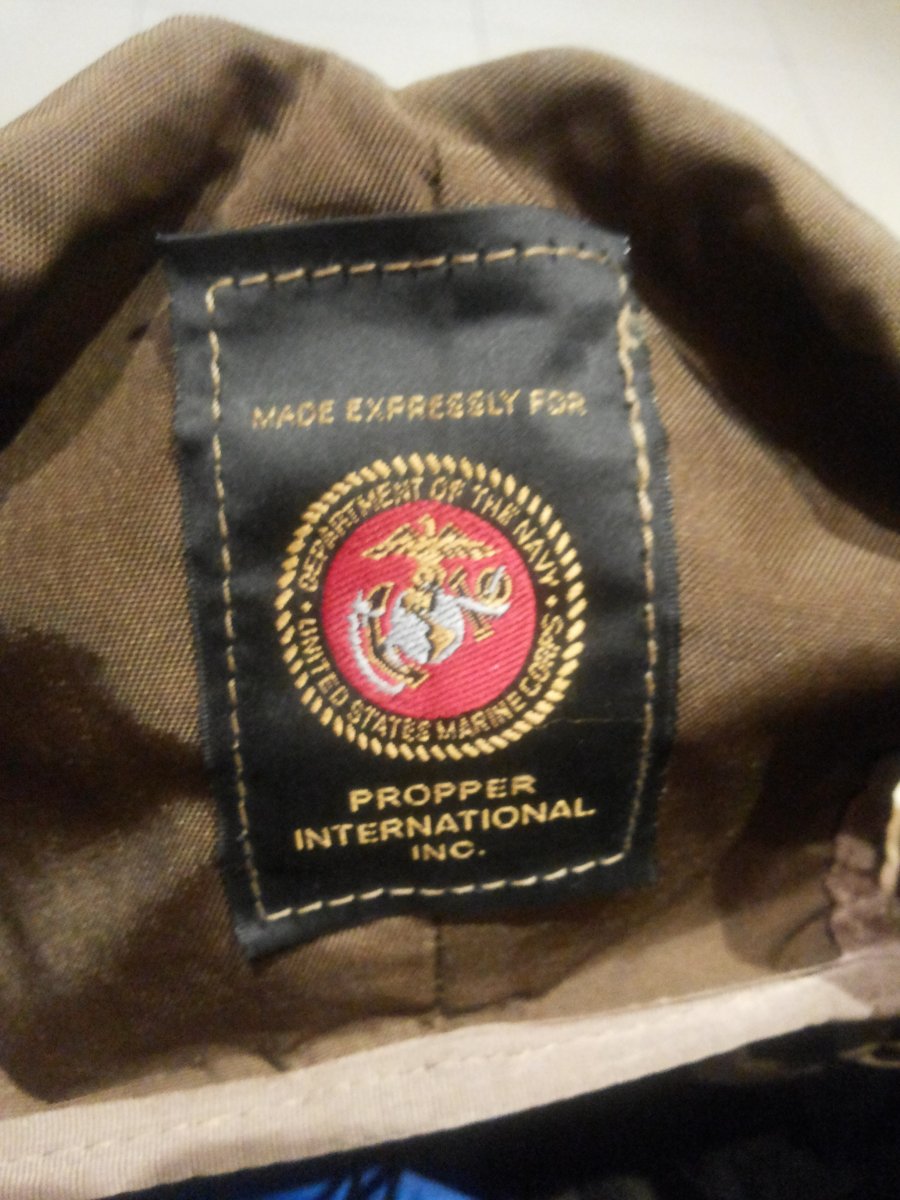 MADE EXPRESSLY FOR
DEPARTMENT OF THE NAVY
UNITED STATES MARINE CORPS
PROPPER
INTERNATIONAL
INC.